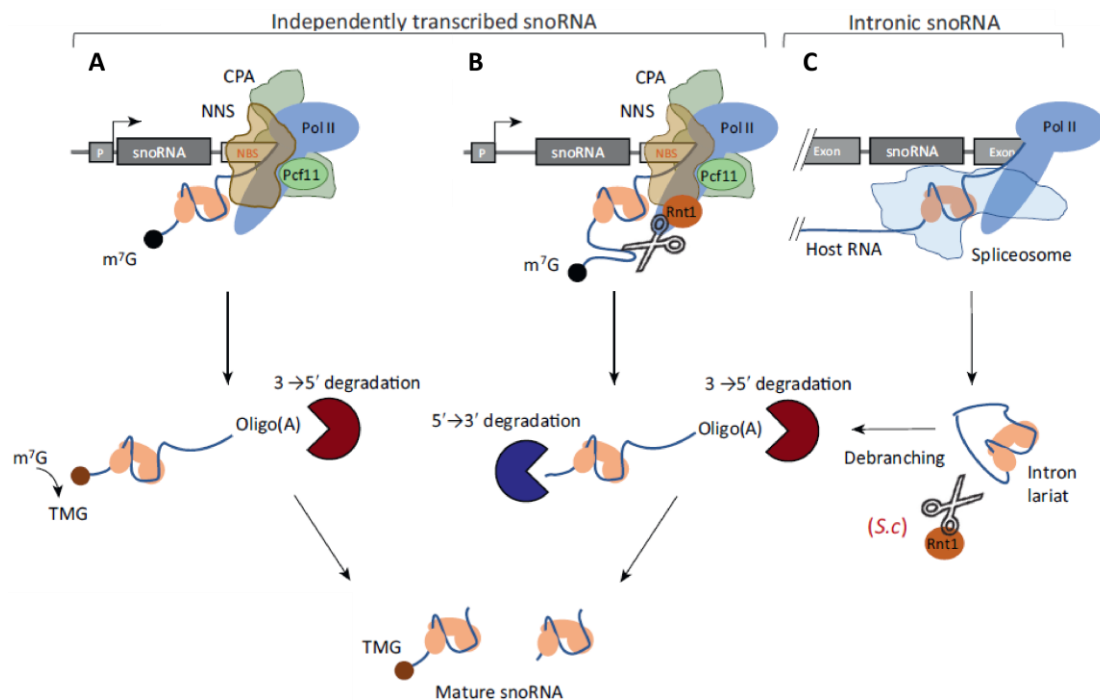 Independently transcribed snoRNA
Intronic snoRNA
A
CPA
NNS
Pol II
P
snoRNA
NBS
Pcf11
m⁷G
B
CPA
NNS
Pol II
P
snoRNA
NBS
Pcf11
Rnt1
m⁷G
C
Pol II
Exon
snoRNA
Exon
Host RNA
Spliceosome
3 →5′ degradation
Oligo(A)
m⁷G
TMG
5′→3′ degradation
3 →5′ degradation
Oligo(A)
Debranching
Intron
lariat
(S.c)
Rnt1
TMG
Mature snoRNA